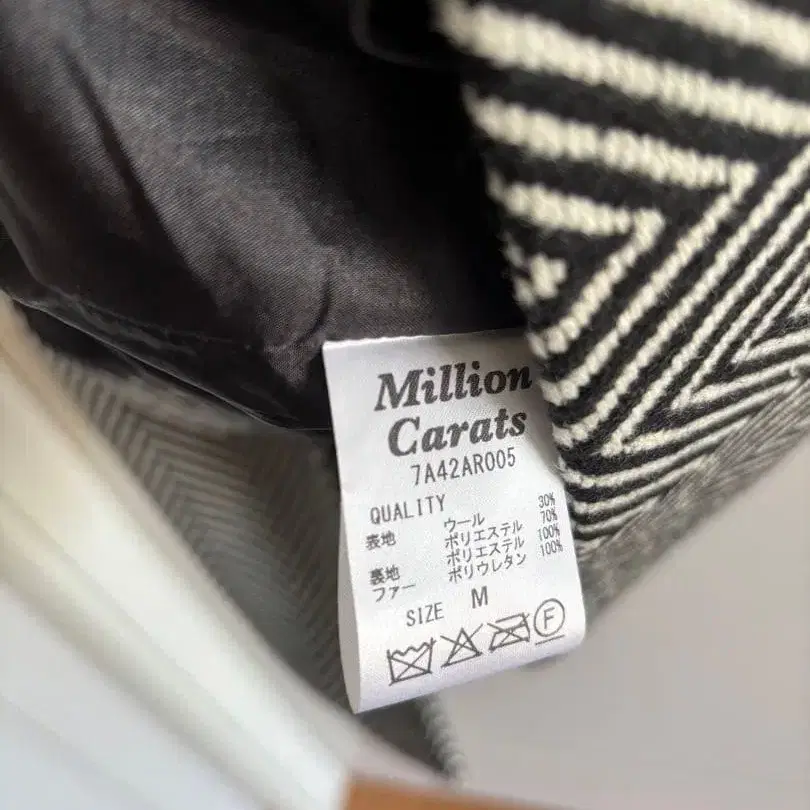 Million
Carats
7A42AR005
QUALITY
表地 ウール 30%
ポリエステル 70%
裏地 ポリエステル 100%
ファー ポリウレタン 100%
SIZE M
F